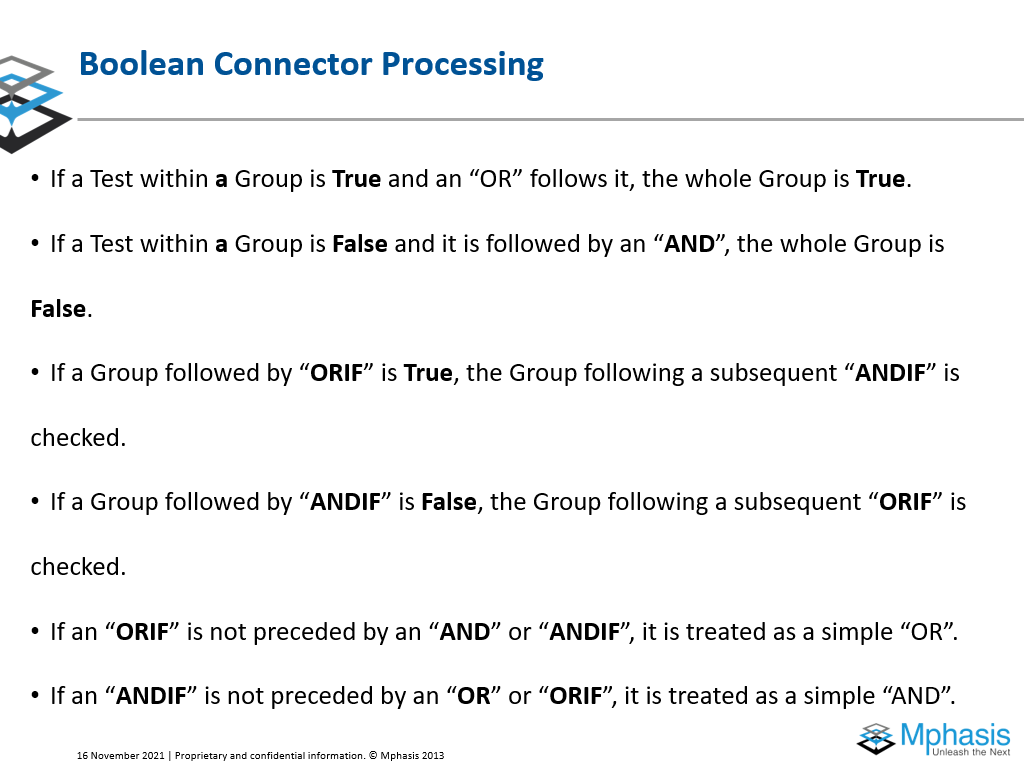 Boolean Connector Processing
• If a Test within a Group is True and an “OR” follows it, the whole Group is True.
• If a Test within a Group is False and it is followed by an “AND”, the whole Group is
False.
• If a Group followed by “ORIF” is True, the Group following a subsequent “ANDIF” is
checked.
• If a Group followed by “ANDIF” is False, the Group following a subsequent “ORIF” is
checked.
• If an “ORIF” is not preceded by an “AND” or “ANDIF”, it is treated as a simple “OR”.
• If an “ANDIF” is not preceded by an “OR” or “ORIF”, it is treated as a simple “AND”.
Mphasis
Unleash the Next
16 November 2021 | Proprietary and confidential information. © Mphasis 2013